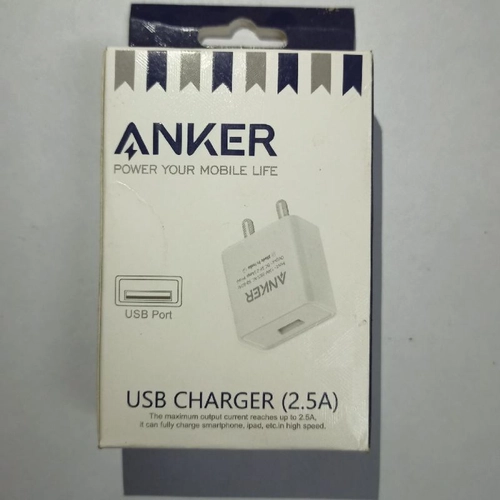 ANKER
POWER YOUR MOBILE LIFE
ANKER
USB Port
USB CHARGER (2.5A)
The maximum output current reaches up to 2.5A,
it can fully charge smartphone, ipad, etc.in high speed.